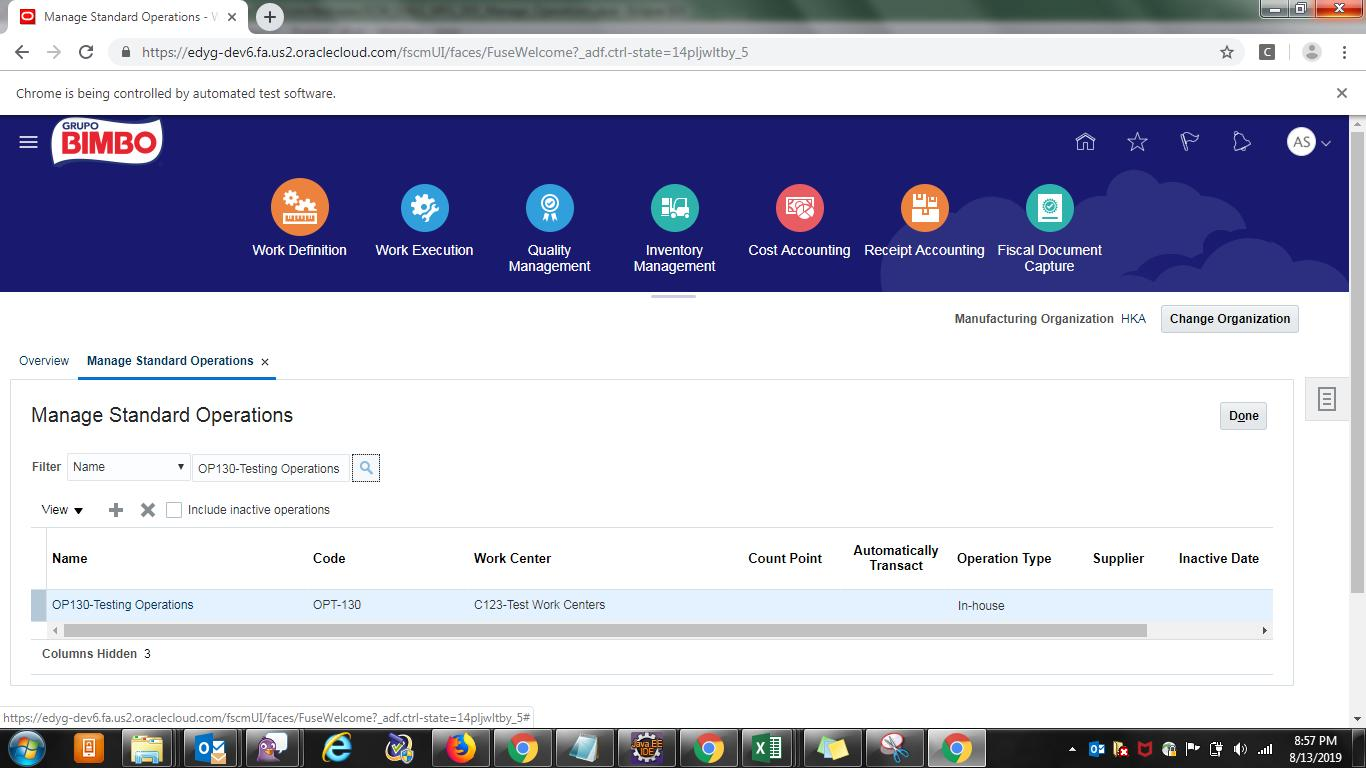 Manage Standard Operations - W
https://edyg-dev6.fa.us2.oraclecloud.com/fscmUI/faces/FuseWelcome?_adf.ctrl-state=14pljwltby_5
C
Chrome is being controlled by automated test software.
GRUPO
BIMBO
AS
Work Definition
Work Execution
Quality Management
Inventory Management
Cost Accounting
Receipt Accounting
Fiscal Document Capture
Manufacturing Organization HKA Change Organization
Overview Manage Standard Operations
Manage Standard Operations Done
Filter Name OP130-Testing Operations
View Include inactive operations
Name Code Work Center Count Point Automatically Transact Operation Type Supplier Inactive Date
OP130-Testing Operations OPT-130 C123-Test Work Centers In-house
Columns Hidden 3
https://edyg-dev6.fa.us2.oraclecloud.com/fscmUI/faces/FuseWelcome?_adf.ctrl-state=14pljwltby_5#
Java EE
IDE
8:57 PM
8/13/2019